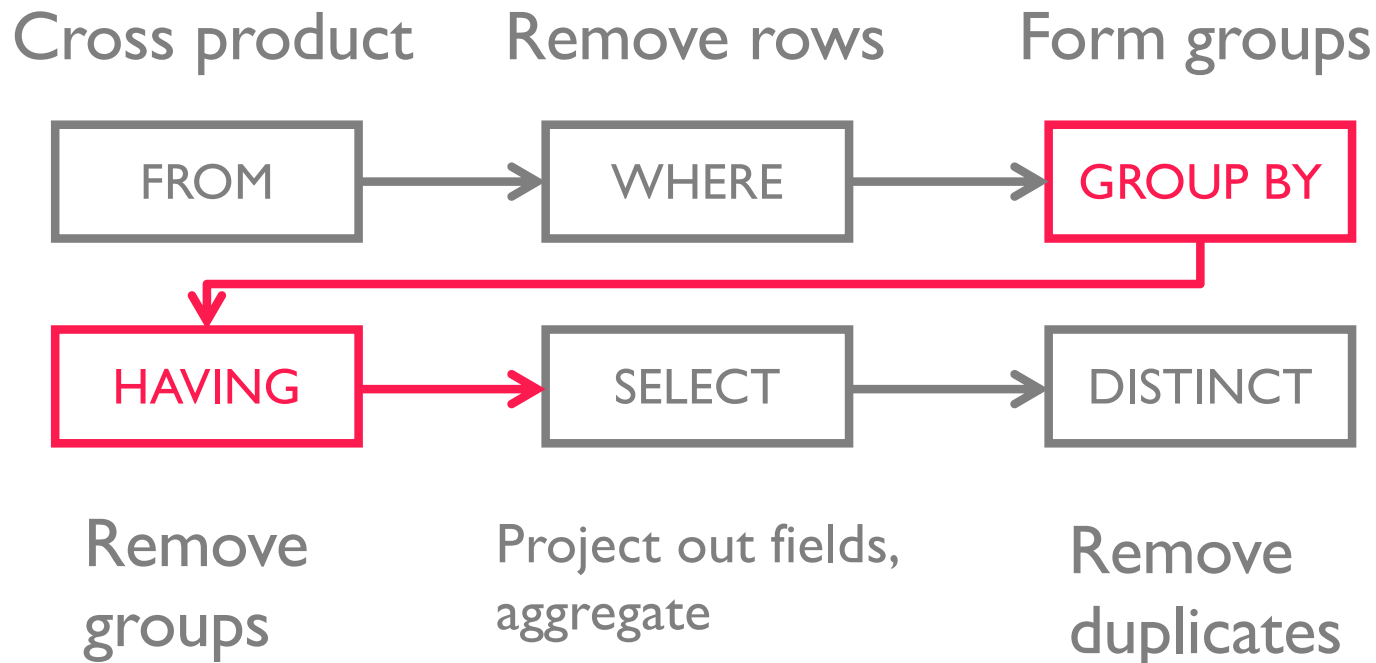 Cross product
Remove rows
Form groups
FROM
WHERE
GROUP BY
HAVING
SELECT
DISTINCT
Remove
groups
Project out fields,
aggregate
Remove
duplicates